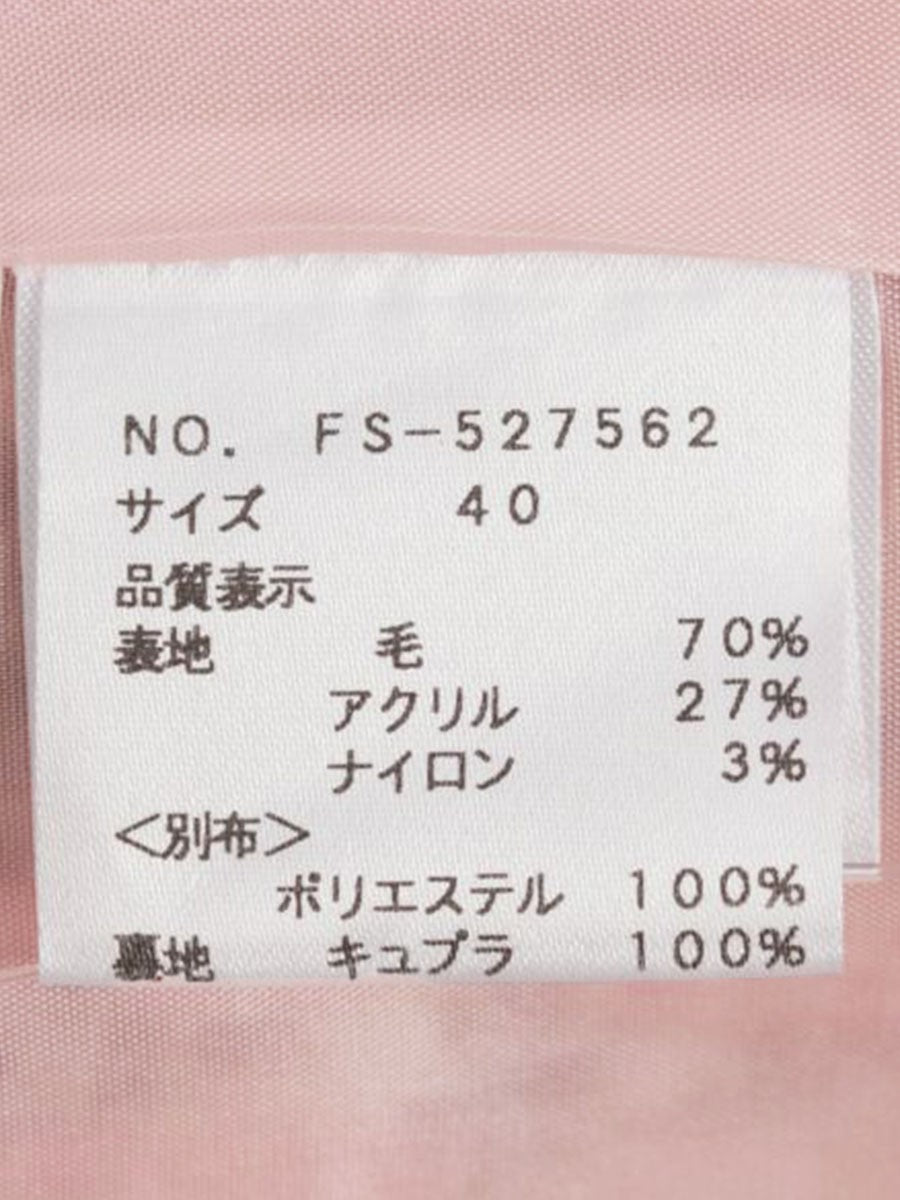 NO. FS-527562
サイズ 40
品質表示
表地 毛 70%
アクリル 27%
ナイロン 3%
<別布>
ポリエステル 100%
裏地 キュプラ 100%